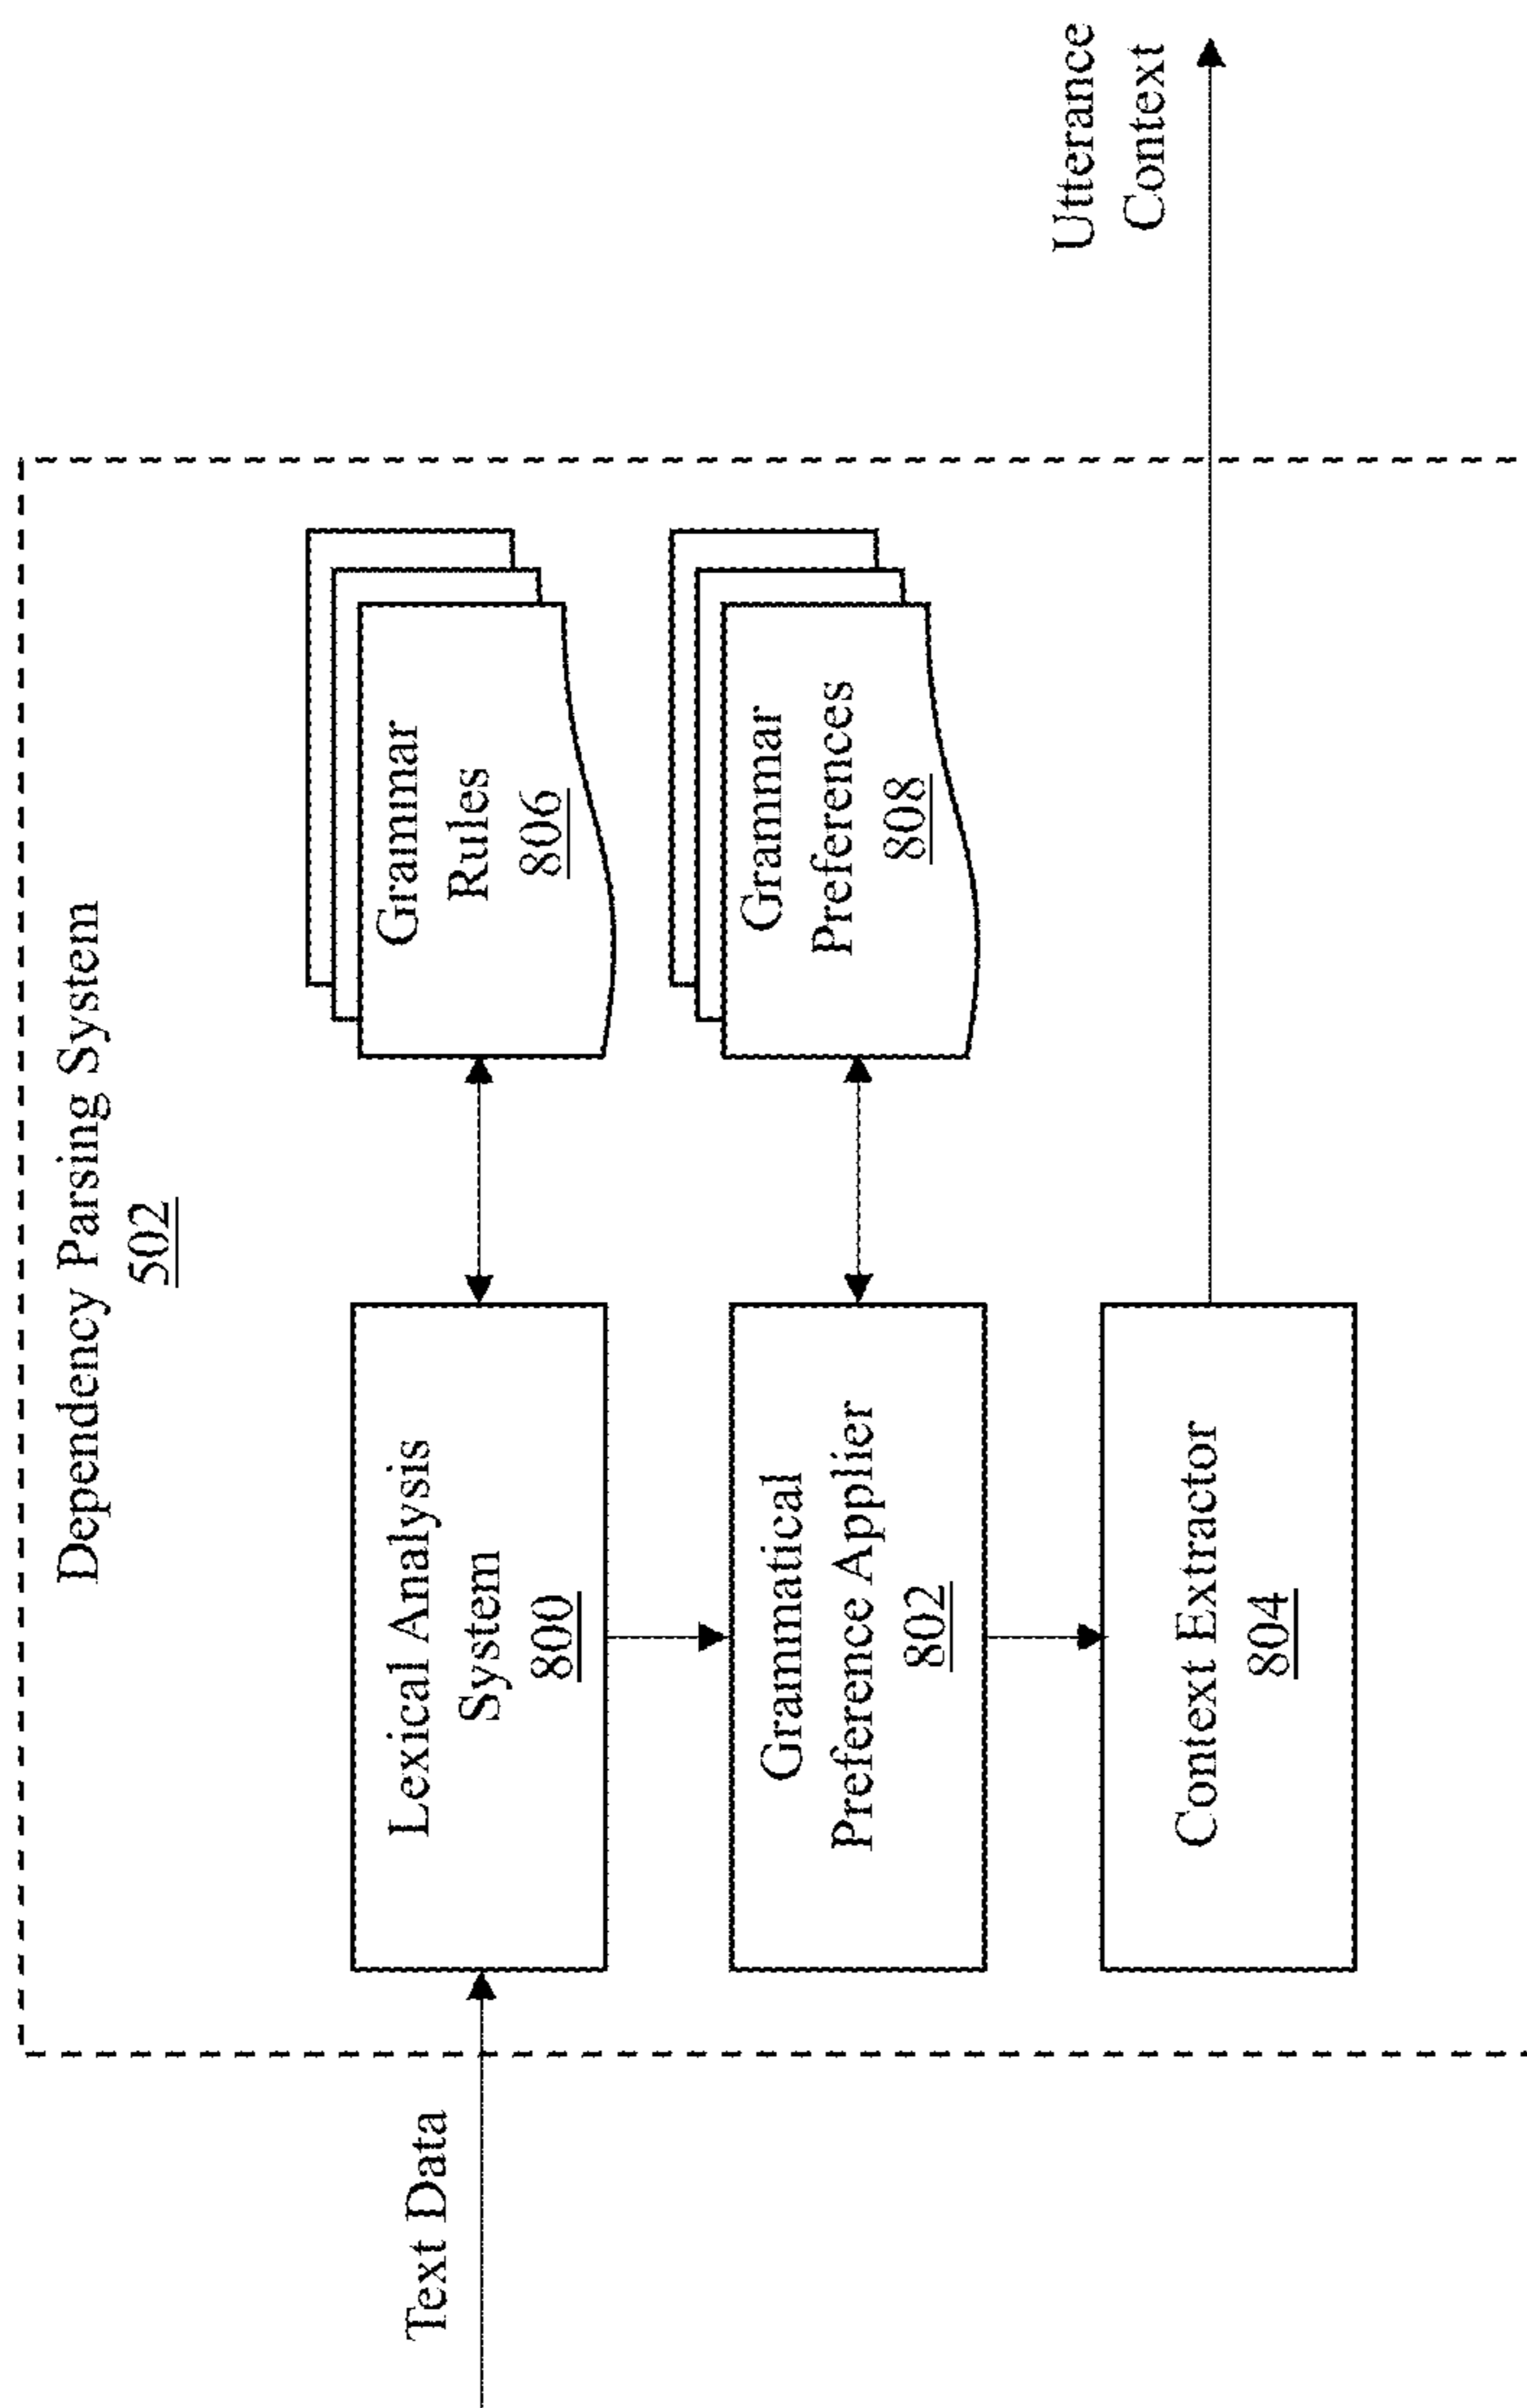 Dependency Parsing System
502
Text Data
Lexical Analysis
System
800
Grammar
Rules
806
Grammatical
Preference Applier
802
Grammar
Preferences
808
Context Extractor
804
Utterance
Context